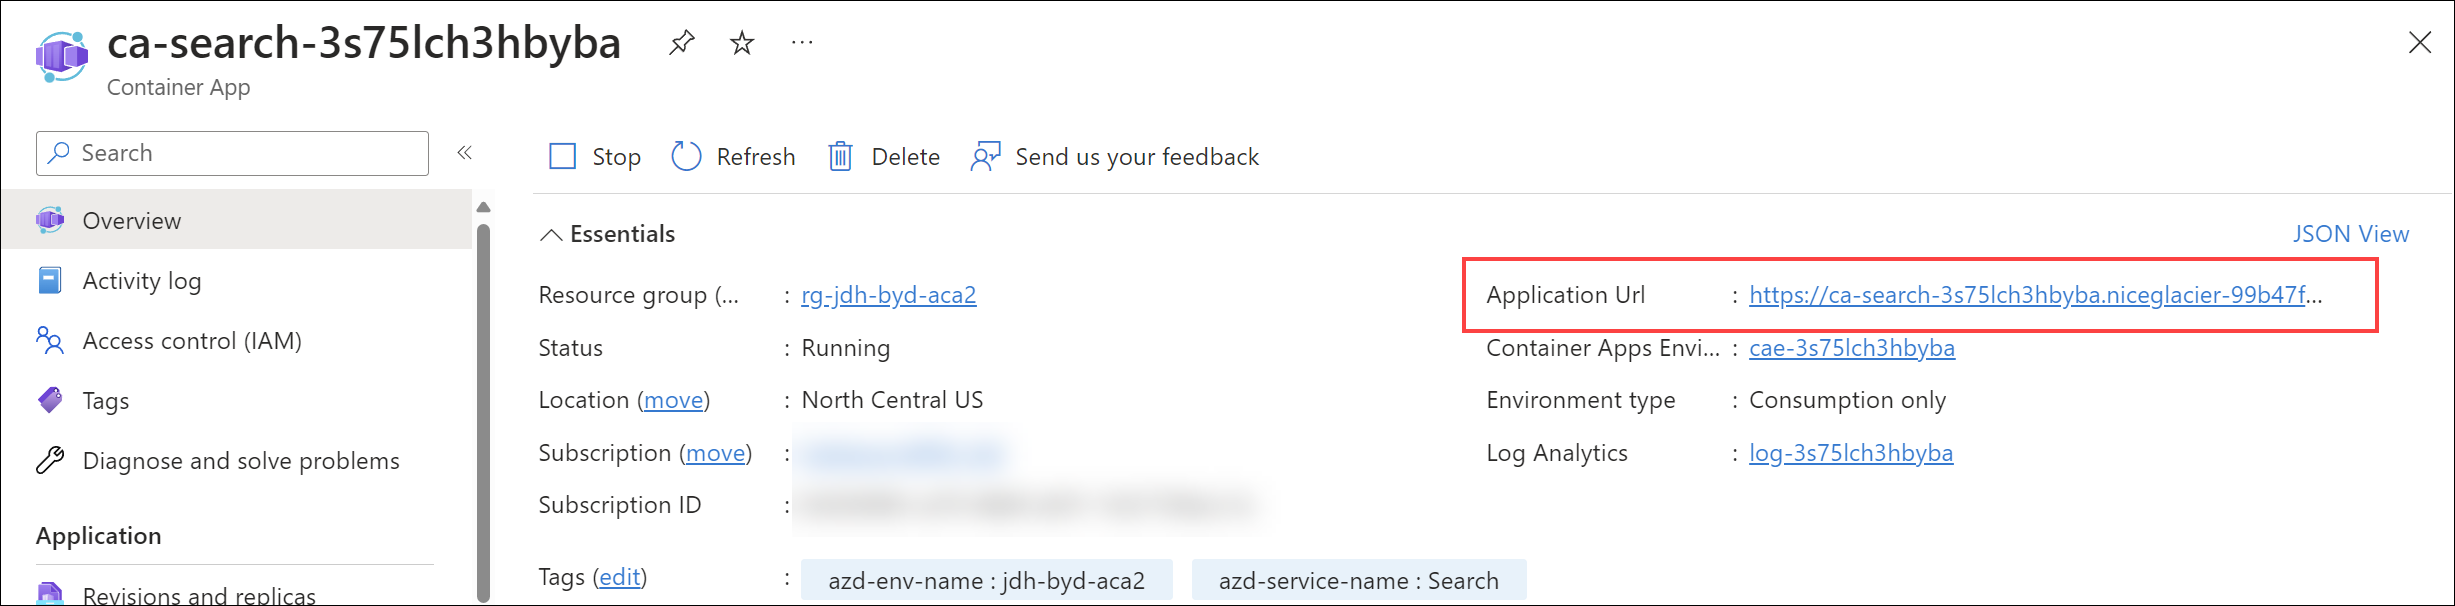 ca-search-3s75lch3hbyba
Container App
Search
Overview
Activity log
Access control (IAM)
Tags
Diagnose and solve problems
Application
Revisions and replicas
Stop Refresh Delete Send us your feedback
Essentials
JSON View
Resource group (... : rg-jdh-byd-aca2
Status : Running
Location (move) : North Central US
Subscription (move) :
Subscription ID :
Application Url : https://ca-search-3s75lch3hbyba.niceglacier-99b47f...
Container Apps Envi... : cae-3s75lch3hbyba
Environment type : Consumption only
Log Analytics : log-3s75lch3hbyba
Tags (edit) : azd-env-name : jdh-byd-aca2 azd-service-name : Search